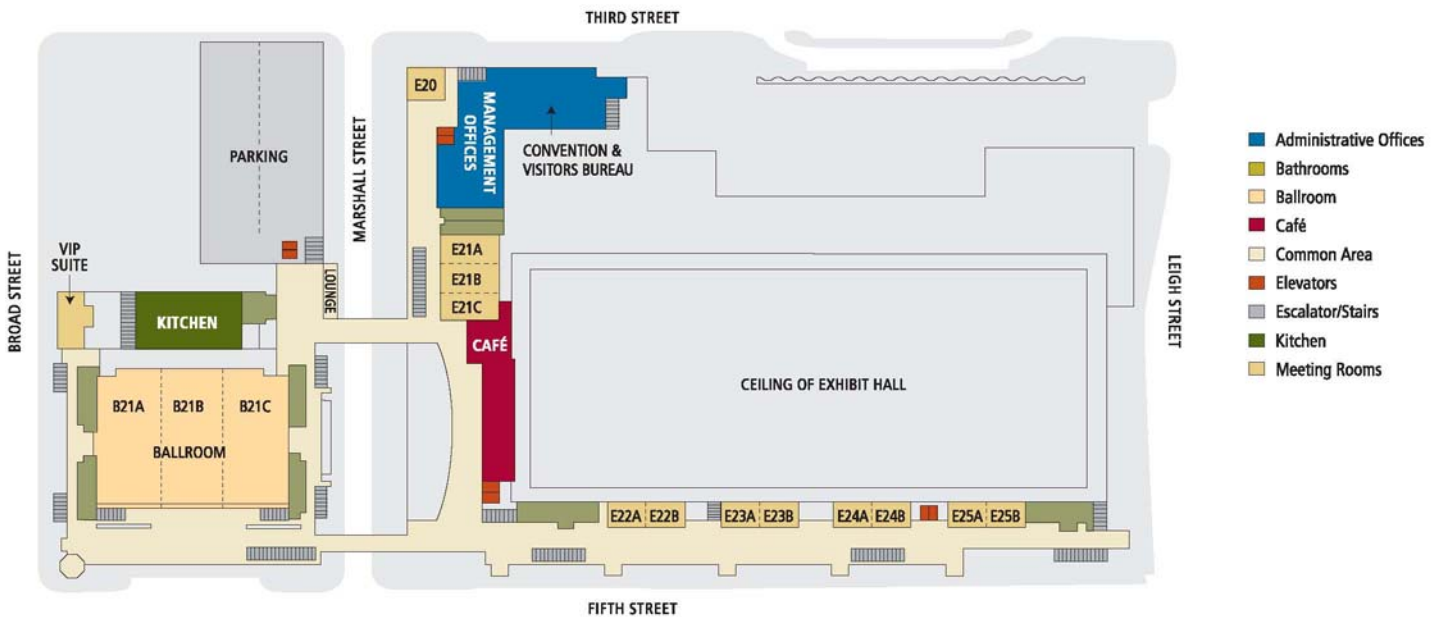 THIRD STREET
E20
MANAGEMENT
OFFICES
CONVENTION &
VISITORS BUREAU
PARKING
MARSHALL STREET
VIP
SUITE
BROAD STREET
LOUNGE
KITCHEN
E21A
E21B
E21C
CAFÉ
LEIGH STREET
CEILING OF EXHIBIT HALL
B21A B21B B21C
BALLROOM
E22A E22B E23A E23B E24A E24B E25A E25B
FIFTH STREET
Administrative Offices
Bathrooms
Ballroom
Café
Common Area
Elevators
Escalator/Stairs
Kitchen
Meeting Rooms